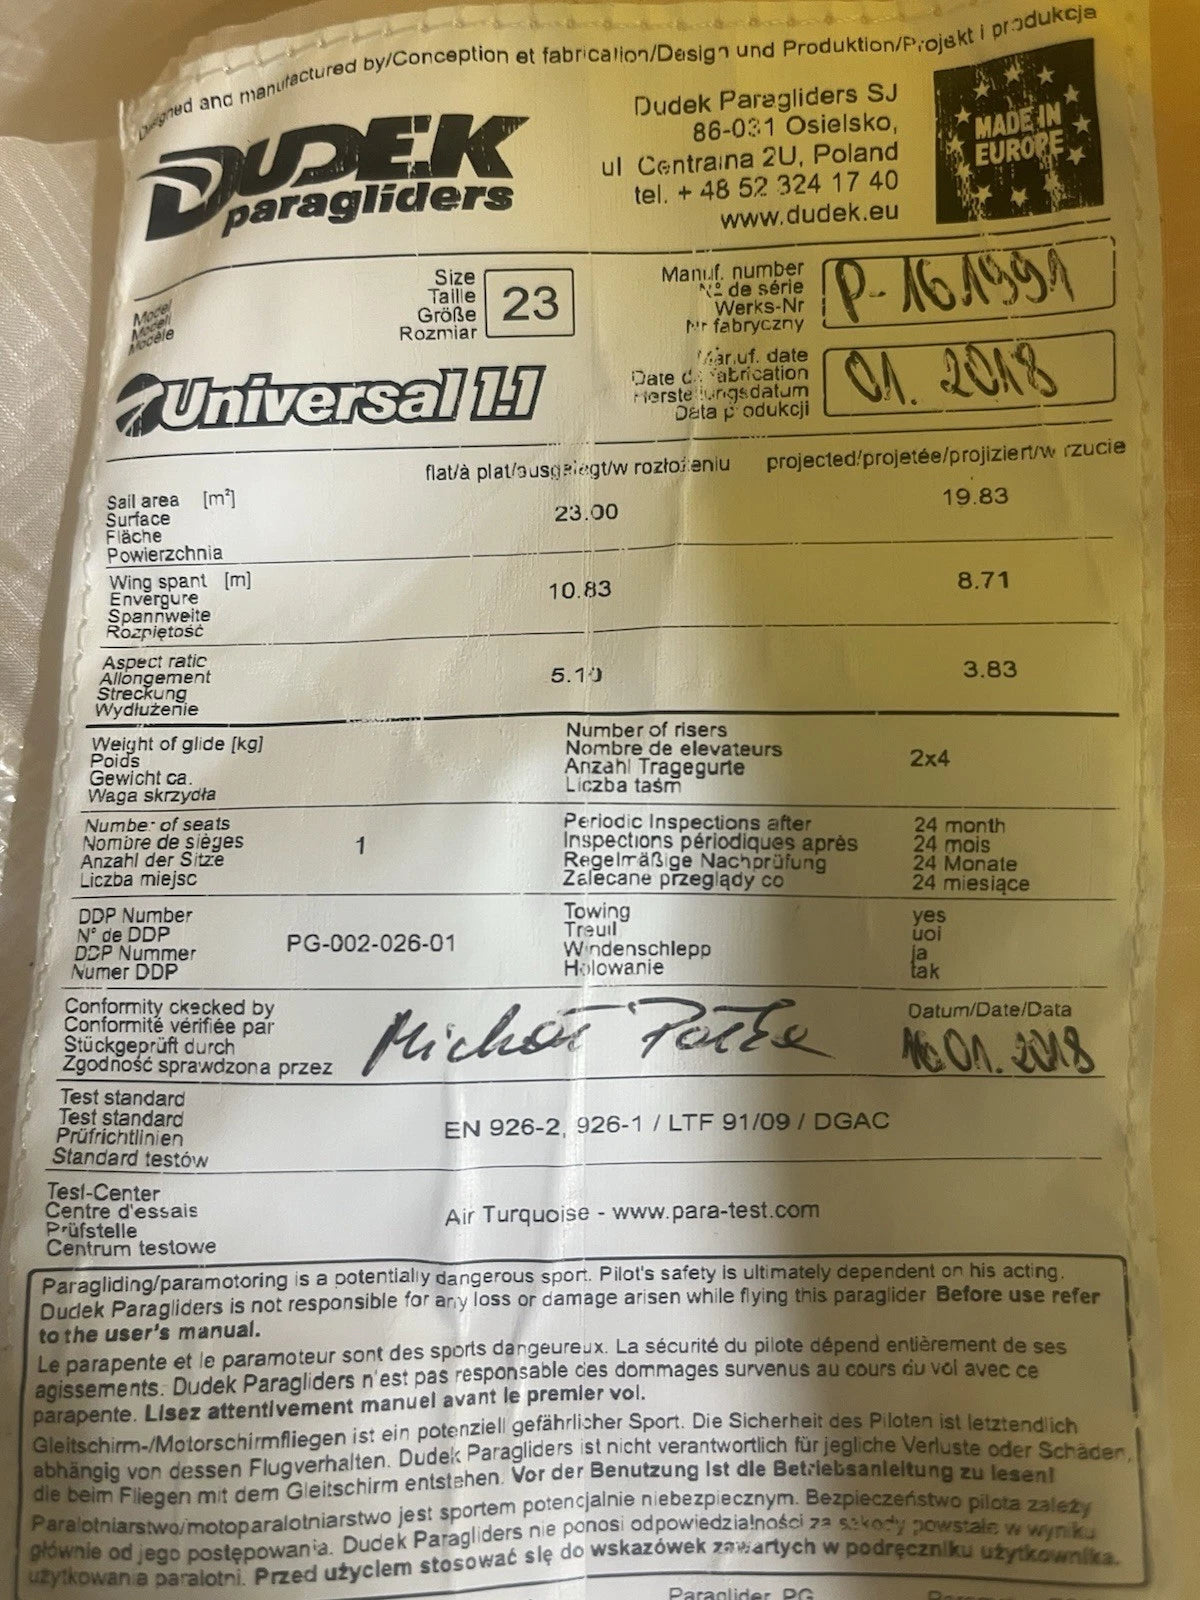 Designed and manufactured by/Conception et fabrication/Design und Produktion/Projekt i produkcja
DUDEK
paragliders
Dudek Paragliders SJ
86-031 Osielsko,
ul Centralna 2U, Poland
tel. + 48 52 324 17 40
www.dudek.eu
MADE IN
EUROPE
Model
Modell
Modèle
Size
Taille
Größe
Rozmiar
23
Manuf. number
N° de série
Werks-Nr
Nr fabryczny
P-161991
Universal 1.1
Manuf. date
Date de fabrication
Herstellungsdatum
Data produkcji
01. 2018
flat/à plat/ausgelegt/w rozłożeniu
projected/projetée/projiziert/w rzucie
Sail area [m²]
Surface
Fläche
Powierzchnia
23.00
19.83
Wing spant [m]
Envergure
Spannweite
Rozpiętość
10.83
8.71
Aspect ratio
Allongement
Streckung
Wydłużenie
5.10
3.83
Weight of glide [kg]
Poids
Gewicht ca.
Waga skrzydła
Number of risers
Nombre de elevateurs
Anzahl Tragegurte
Liczba taśm
2x4
Number of seats
Nombre de sièges
Anzahl der Sitze
Liczba miejsc
1
Periodic Inspections after
Inspections périodiques après
Regelmäßige Nachprüfung
Zalecane przeglądy co
24 month
24 mois
24 Monate
24 miesiące
DDP Number
N° de DDP
DDP Nummer
Numer DDP
PG-002-026-01
Towing
Treuil
Windenschlepp
Holowanie
yes
uoi
ja
tak
Conformity ckecked by
Conformité vérifiée par
Stückgeprüft durch
Zgodność sprawdzona przez
Datum/Date/Data
16.01.2018
Test standard
Test standard
Prüfrichtlinien
Standard testów
EN 926-2, 926-1 / LTF 91/09 / DGAC
Test-Center
Centre d'essais
Prüfstelle
Centrum testowe
Air Turquoise - www.para-test.com
Paragliding/paramotoring is a potentially dangerous sport. Pilot's safety is ultimately dependent on his acting.
Dudek Paragliders is not responsible for any loss or damage arisen while flying this paraglider Before use refer
to the user's manual.
Le parapente et le paramoteur sont des sports dangeureux. La sécurité du pilote dépend entièrement de ses
agissements. Dudek Paragliders n'est pas responsable des dommages survenus au cours du vol avec ce
parapente. Lisez attentivement manuel avant le premier vol.
Gleitschirm-/Motorschirmfliegen ist ein potenziell gefährlicher Sport. Die Sicherheit des Piloten ist letztendlich
abhängig von dessen Flugverhalten. Dudek Paragliders ist nicht verantwortlich für jegliche Verluste oder Schäden,
die beim Fliegen mit dem Gleitschirm entstehen. Vor der Benutzung ist die Betriebsanleitung zu lesen!
Paralotniarstwo/motoparalotniarstwo jest sportem potencjalnie niebezpiecznym. Bezpieczeństwo pilota zależy
głównie od jego postępowania. Dudek Paragliders nie ponosi odpowiedzialności za szkody powstałe w wyniku
użytkowania paralotni. Przed użyciem stosować się do wskazówek zawartych w podręczniku użytkownika.
Paraglider PG